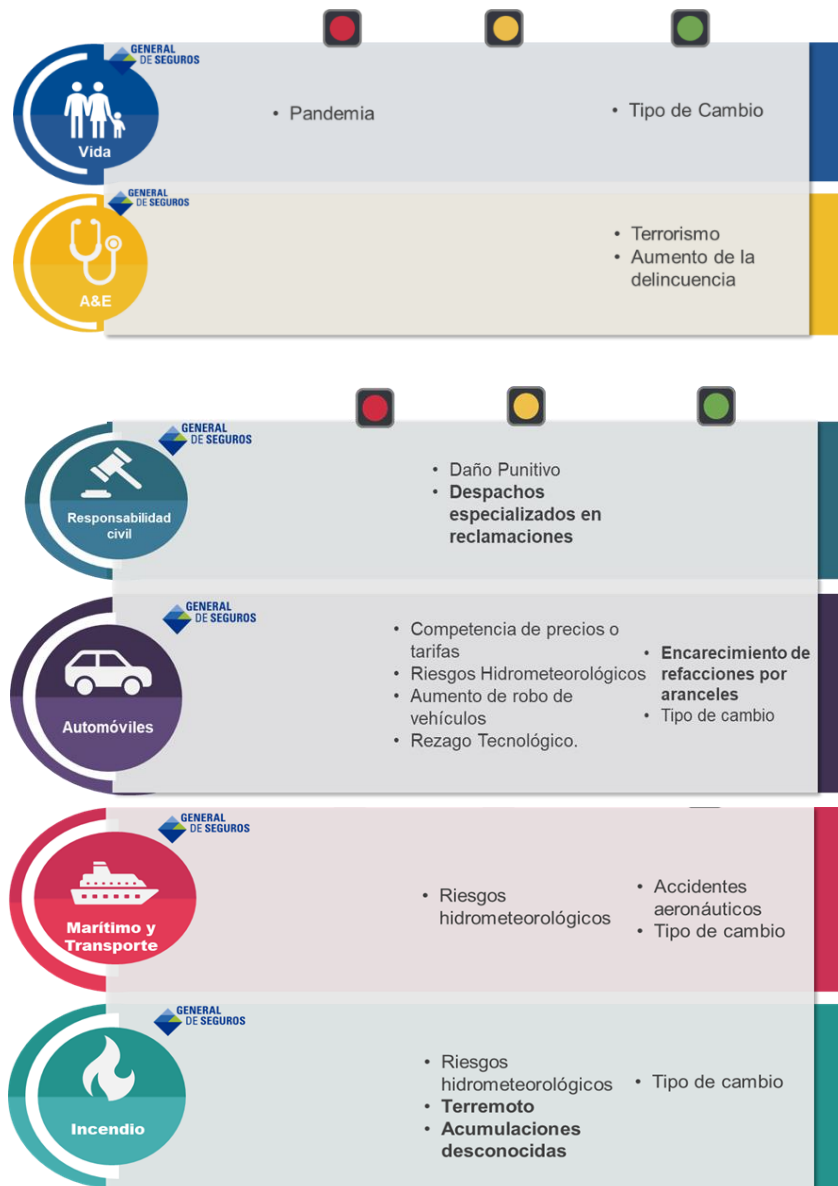 GENERAL
DE SEGUROS
Vida
• Pandemia
• Tipo de Cambio
GENERAL
DE SEGUROS
A&E
• Terrorismo
• Aumento de la
delincuencia
GENERAL
DE SEGUROS
Responsabilidad
civil
• Daño Punitivo
• Despachos
especializados en
reclamaciones
GENERAL
DE SEGUROS
Automóviles
• Competencia de precios o
tarifas
• Riesgos Hidrometeorológicos
• Aumento de robo de
vehículos
• Rezago Tecnológico.
• Encarecimiento de
refacciones por
aranceles
• Tipo de cambio
GENERAL
DE SEGUROS
Marítimo y
Transporte
• Riesgos
hidrometeorológicos
• Accidentes
aeronáuticos
• Tipo de cambio
GENERAL
DE SEGUROS
Incendio
• Riesgos
hidrometeorológicos
• Terremoto
• Acumulaciones
desconocidas
• Tipo de cambio